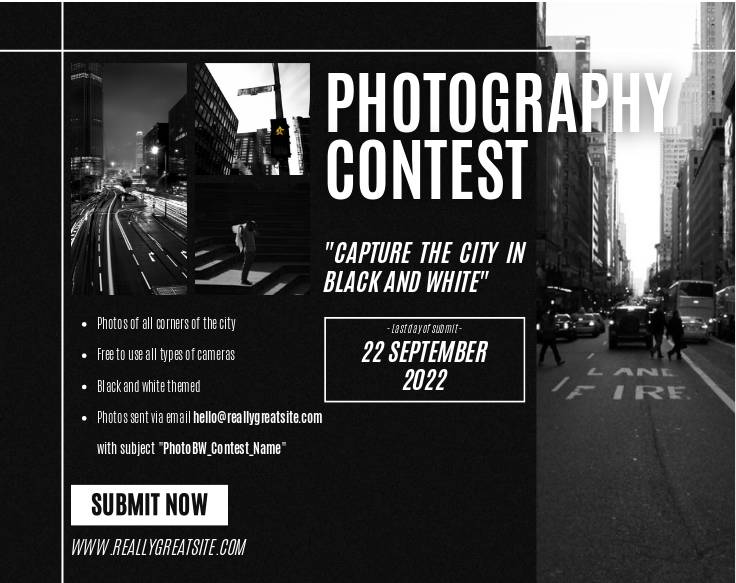 PHOTOGRAPHY
CONTEST
"CAPTURE THE CITY IN
BLACK AND WHITE"
- Last day of submit -
22 SEPTEMBER
2022
• Photos of all corners of the city
• Free to use all types of cameras
• Black and white themed
• Photos sent via email hello@reallygreatsite.com
with subject "PhotoBW_Contest_Name"
SUBMIT NOW
WWW.REALLYGREATSITE.COM
LANE
FIRE